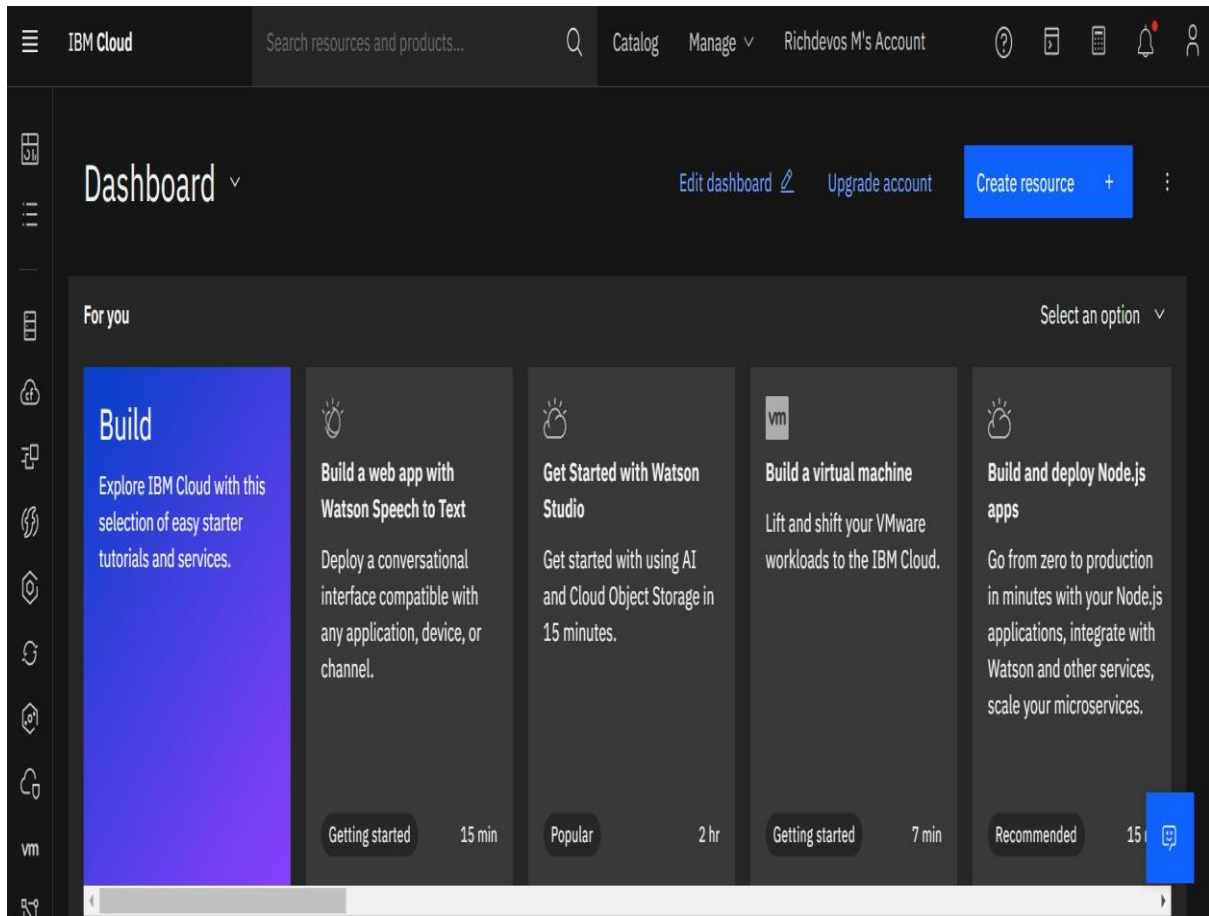 IBM Cloud
Search resources and products...
Catalog
Manage
Richdevos M's Account
Dashboard
Edit dashboard
Upgrade account
Create resource +
For you
Select an option
Build
Explore IBM Cloud with this
selection of easy starter
tutorials and services.
Build a web app with
Watson Speech to Text
Deploy a conversational
interface compatible with
any application, device, or
channel.
Getting started
15 min
Get Started with Watson
Studio
Get started with using AI
and Cloud Object Storage in
15 minutes.
Popular
2 hr
vm
Build a virtual machine
Lift and shift your VMware
workloads to the IBM Cloud.
Getting started
7 min
Build and deploy Node.js
apps
Go from zero to production
in minutes with your Node.js
applications, integrate with
Watson and other services,
scale your microservices.
Recommended
15
cf
vm